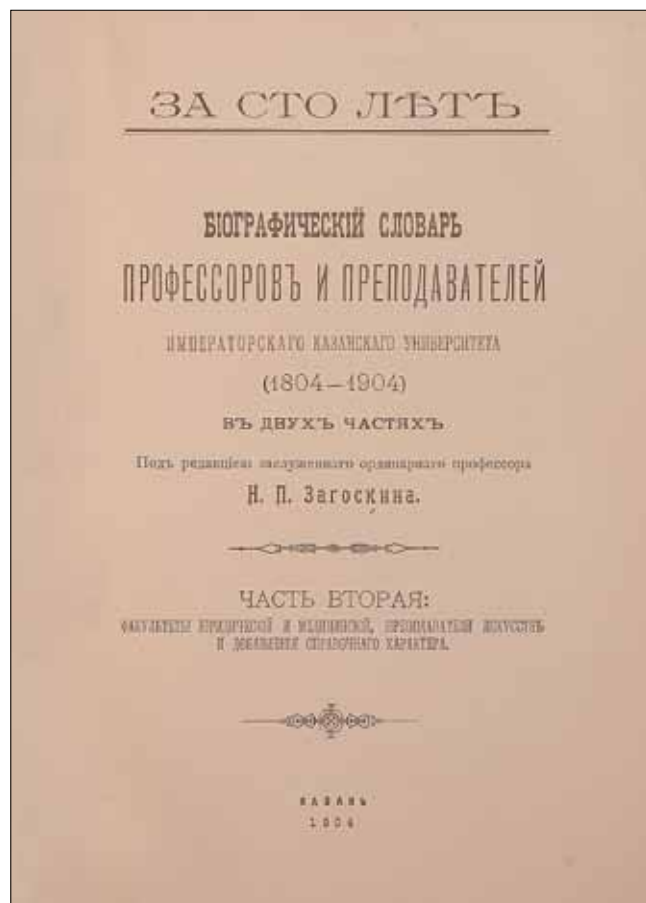 ЗА СТО ЛѢТЪ
БІОГРАФИЧЕСКІЙ СЛОВАРЬ
ПРОФЕССОРОВЪ И ПРЕПОДАВАТЕЛЕЙ
ИМПЕРАТОРСКАГО КАЗАНСКАГО УНИВЕРСИТЕТА
(1804—1904)
ВЪ ДВУХЪ ЧАСТЯХЪ
Подъ редакціею заслуженнаго ординарнаго профессора
Н. П. Загоскина.
ЧАСТЬ ВТОРАЯ:
ФАКУЛЬТЕТЫ ЮРИДИЧЕСКІЙ И МЕДИЦИНСКІЙ, ПРЕПОДАВАТЕЛИ ИСКУССТВЪ
И ДОБАВЛЕНІЯ СПРАВОЧНАГО ХАРАКТЕРА.
КАЗАНЬ
1904